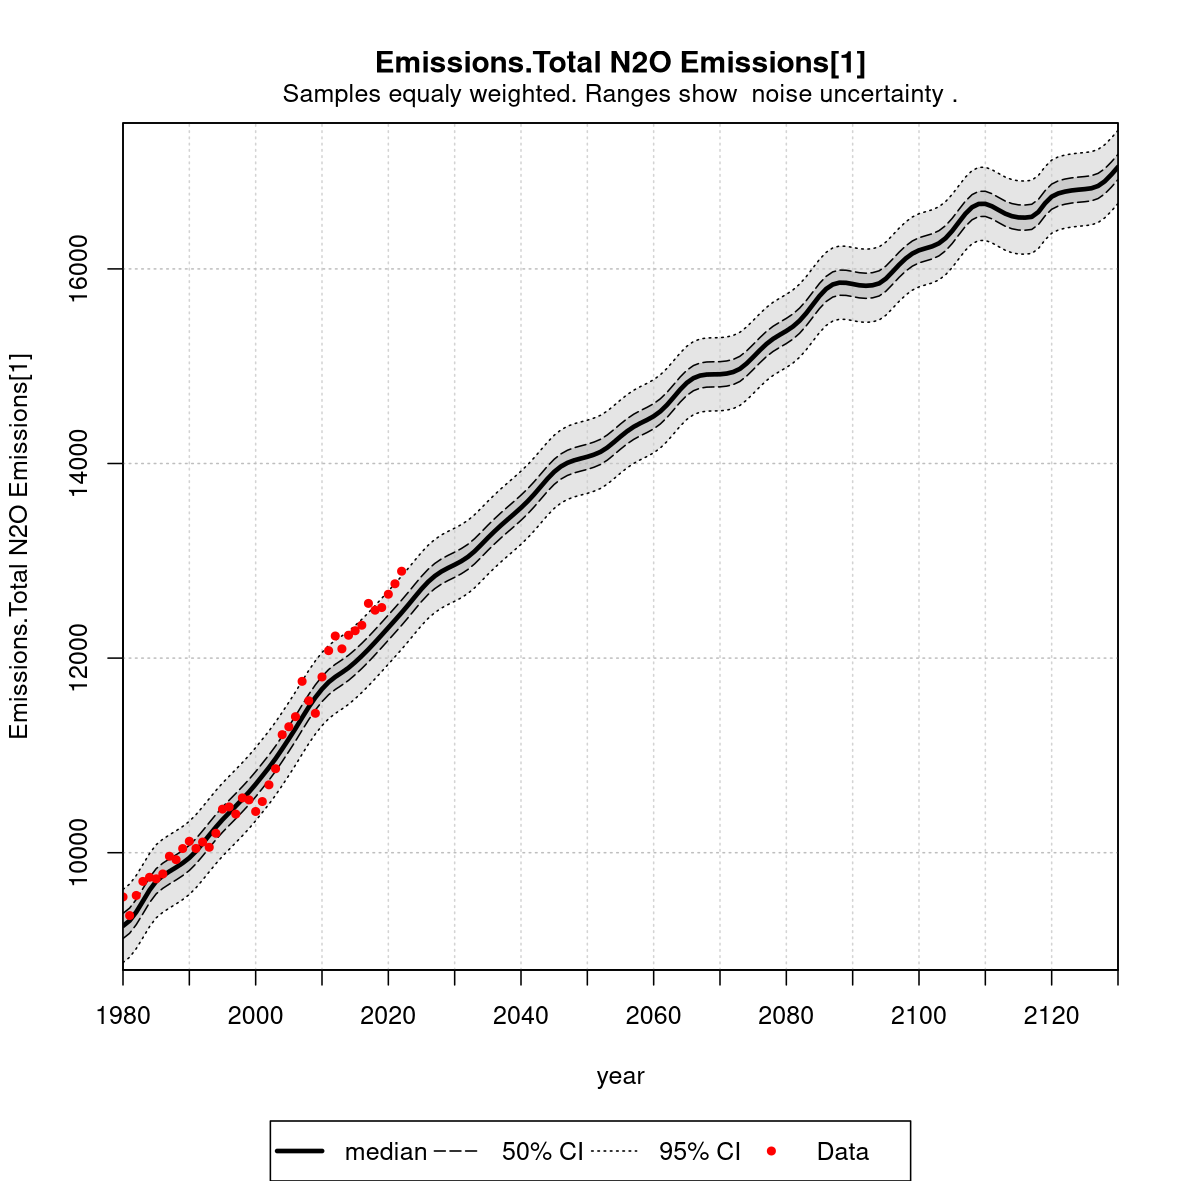 Emissions.Total N2O Emissions[1]
Samples equaly weighted. Ranges show  noise uncertainty .
Emissions.Total N2O Emissions[1]
16000
14000
12000
10000
1980 2000 2020 2040 2060 2080 2100 2120
year
median 50% CI 95% CI Data